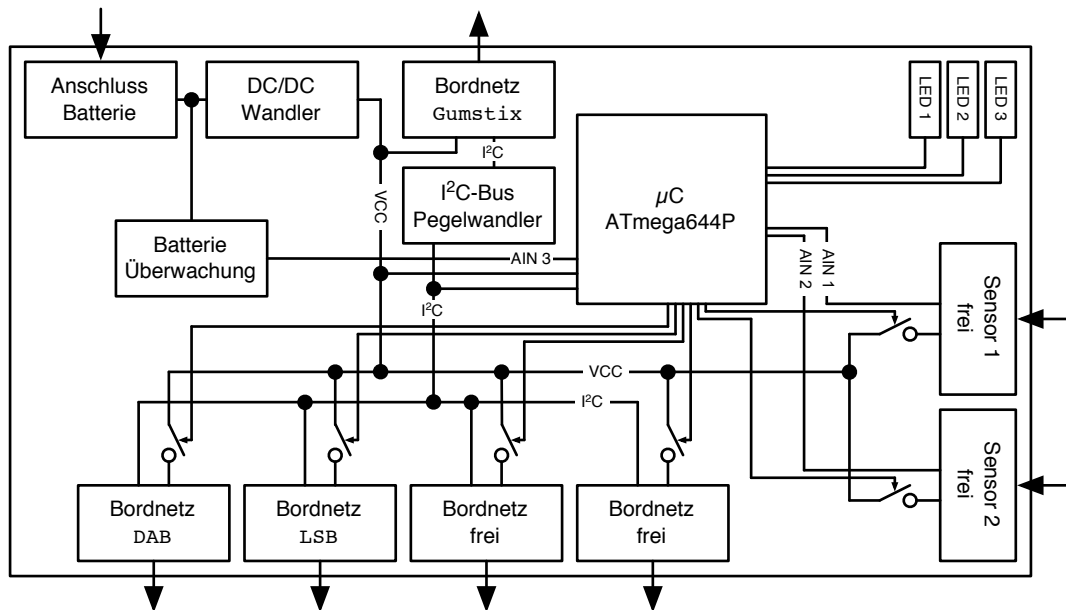 Anschluss
Batterie
DC/DC
Wandler
Bordnetz
Gumstix
LED 1
LED 2
LED 3
I²C
µC
ATmega644P
VCC
I²C-Bus
Pegelwandler
Batterie
Überwachung
AIN 3
AIN 1
AIN 2
Sensor 1
frei
I²C
VCC
I²C
Sensor 2
frei
Bordnetz
DAB
Bordnetz
LSB
Bordnetz
frei
Bordnetz
frei